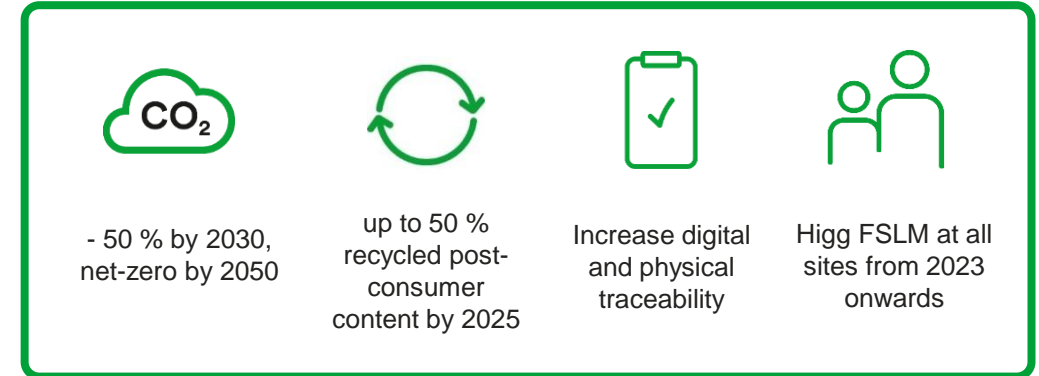 CO₂
- 50 % by 2030,
net-zero by 2050
up to 50 %
recycled post-
consumer
content by 2025
Increase digital
and physical
traceability
Higg FSLM at all
sites from 2023
onwards